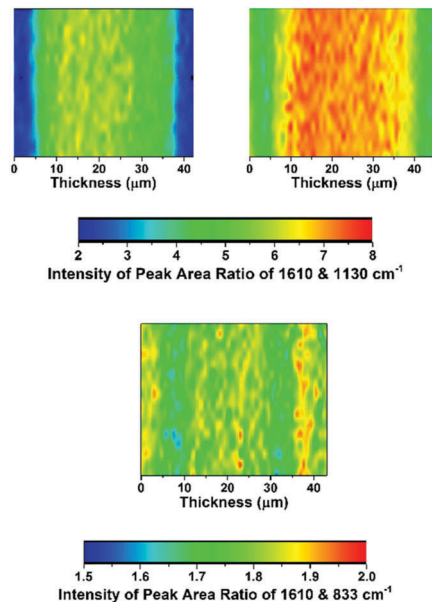 0 10 20 30 40 0 10 20 30 40
Thickness (μm) Thickness (μm)
2 3 4 5 6 7 8
Intensity of Peak Area Ratio of 1610 & 1130 cm⁻¹
0 10 20 30 40
Thickness (μm)
1.5 1.6 1.7 1.8 1.9 2.0
Intensity of Peak Area Ratio of 1610 & 833 cm⁻¹